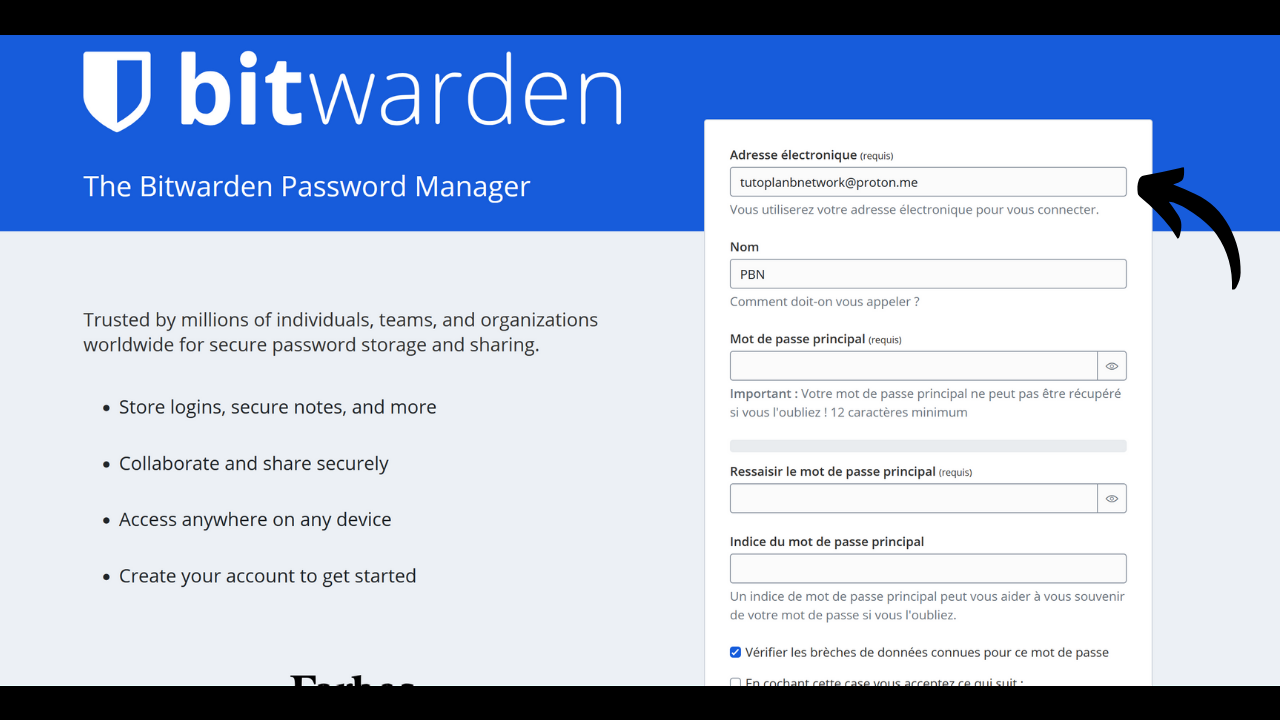 bitwarden
The Bitwarden Password Manager
Trusted by millions of individuals, teams, and organizations
worldwide for secure password storage and sharing.
• Store logins, secure notes, and more
• Collaborate and share securely
• Access anywhere on any device
• Create your account to get started
Forbes
Adresse électronique (requis)
tutoplanbnetwork@proton.me
Vous utiliserez votre adresse électronique pour vous connecter.
Nom
PBN
Comment doit-on vous appeler ?
Mot de passe principal (requis)
Important : Votre mot de passe principal ne peut pas être récupéré
si vous l'oubliez ! 12 caractères minimum
Ressaisir le mot de passe principal (requis)
Indice du mot de passe principal
Un indice de mot de passe principal peut vous aider à vous souvenir
de votre mot de passe si vous l'oubliez.
Vérifier les brèches de données connues pour ce mot de passe
En cochant cette case vous acceptez ce qui suit :